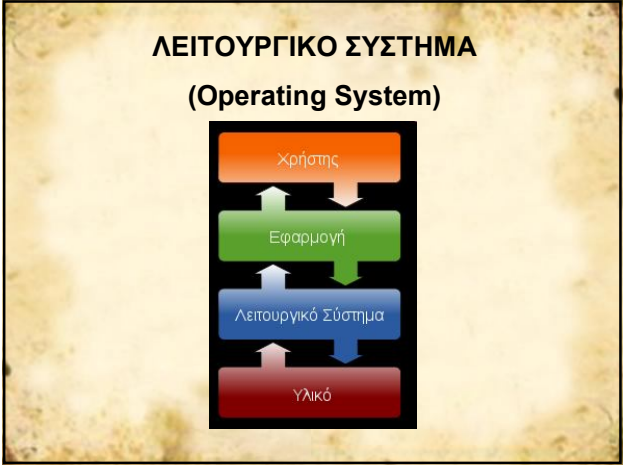 ΛΕΙΤΟΥΡΓΙΚΟ ΣΥΣΤΗΜΑ
(Operating System)
Χρήστης
Εφαρμογή
Λειτουργικό Σύστημα
Υλικό